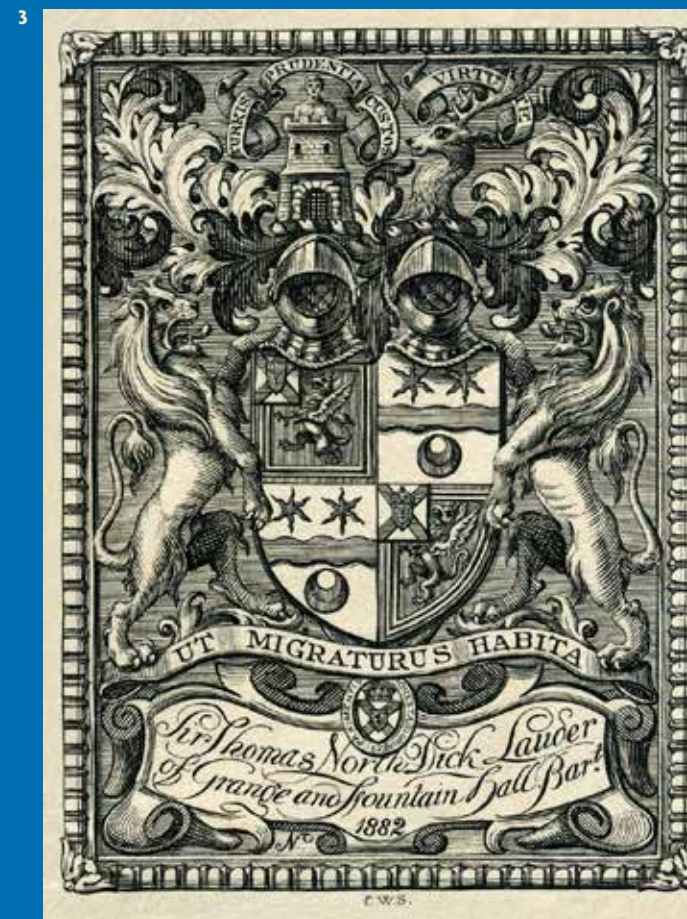 3
TURRIS PRUDENTIA CUSTOS
VIRTU
UT MIGRATURUS HABITA
Sir Thomas North Dick Lauder
of Grange and Fountain Hall Bart.
1882
No
C.W.S.